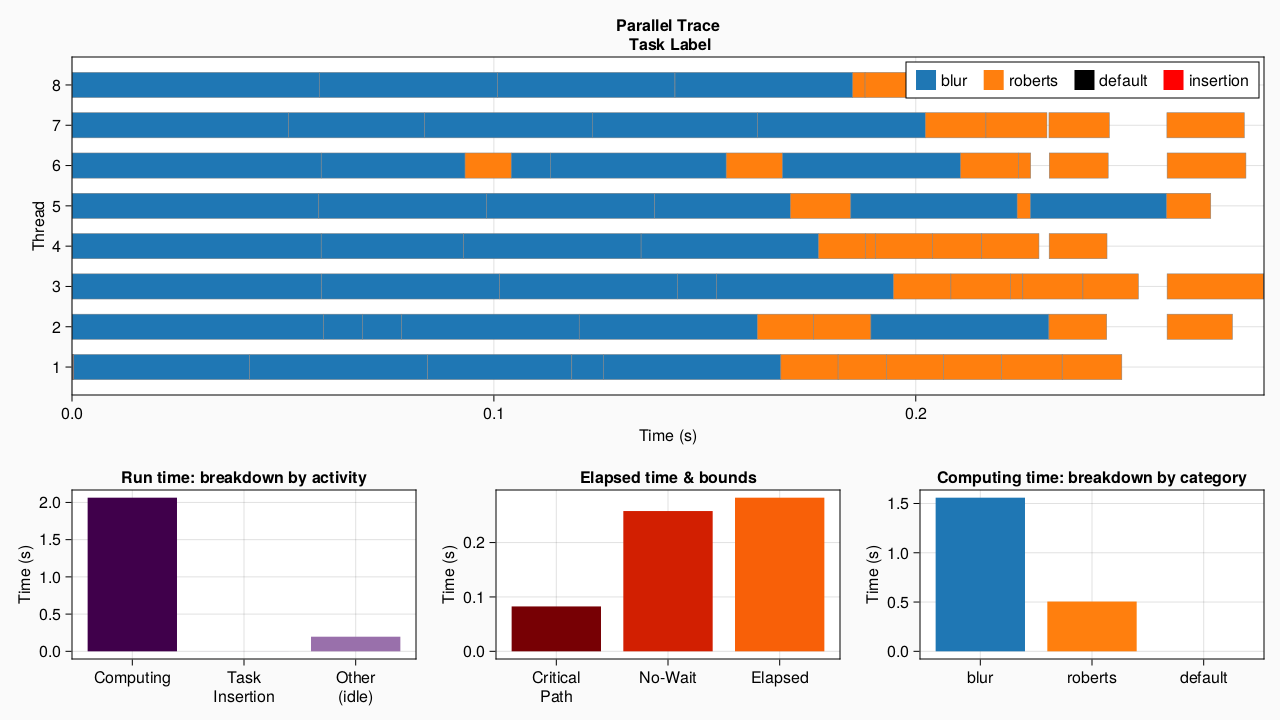 Parallel Trace
Task Label
blur roberts default insertion
Thread
8
7
6
5
4
3
2
1
0.0 0.1 0.2
Time (s)
Run time: breakdown by activity
Time (s)
2.0
1.5
1.0
0.5
0.0
Computing Task Insertion Other (idle)
Elapsed time & bounds
Time (s)
0.2
0.1
0.0
Critical Path No-Wait Elapsed
Computing time: breakdown by category
Time (s)
1.5
1.0
0.5
0.0
blur roberts default